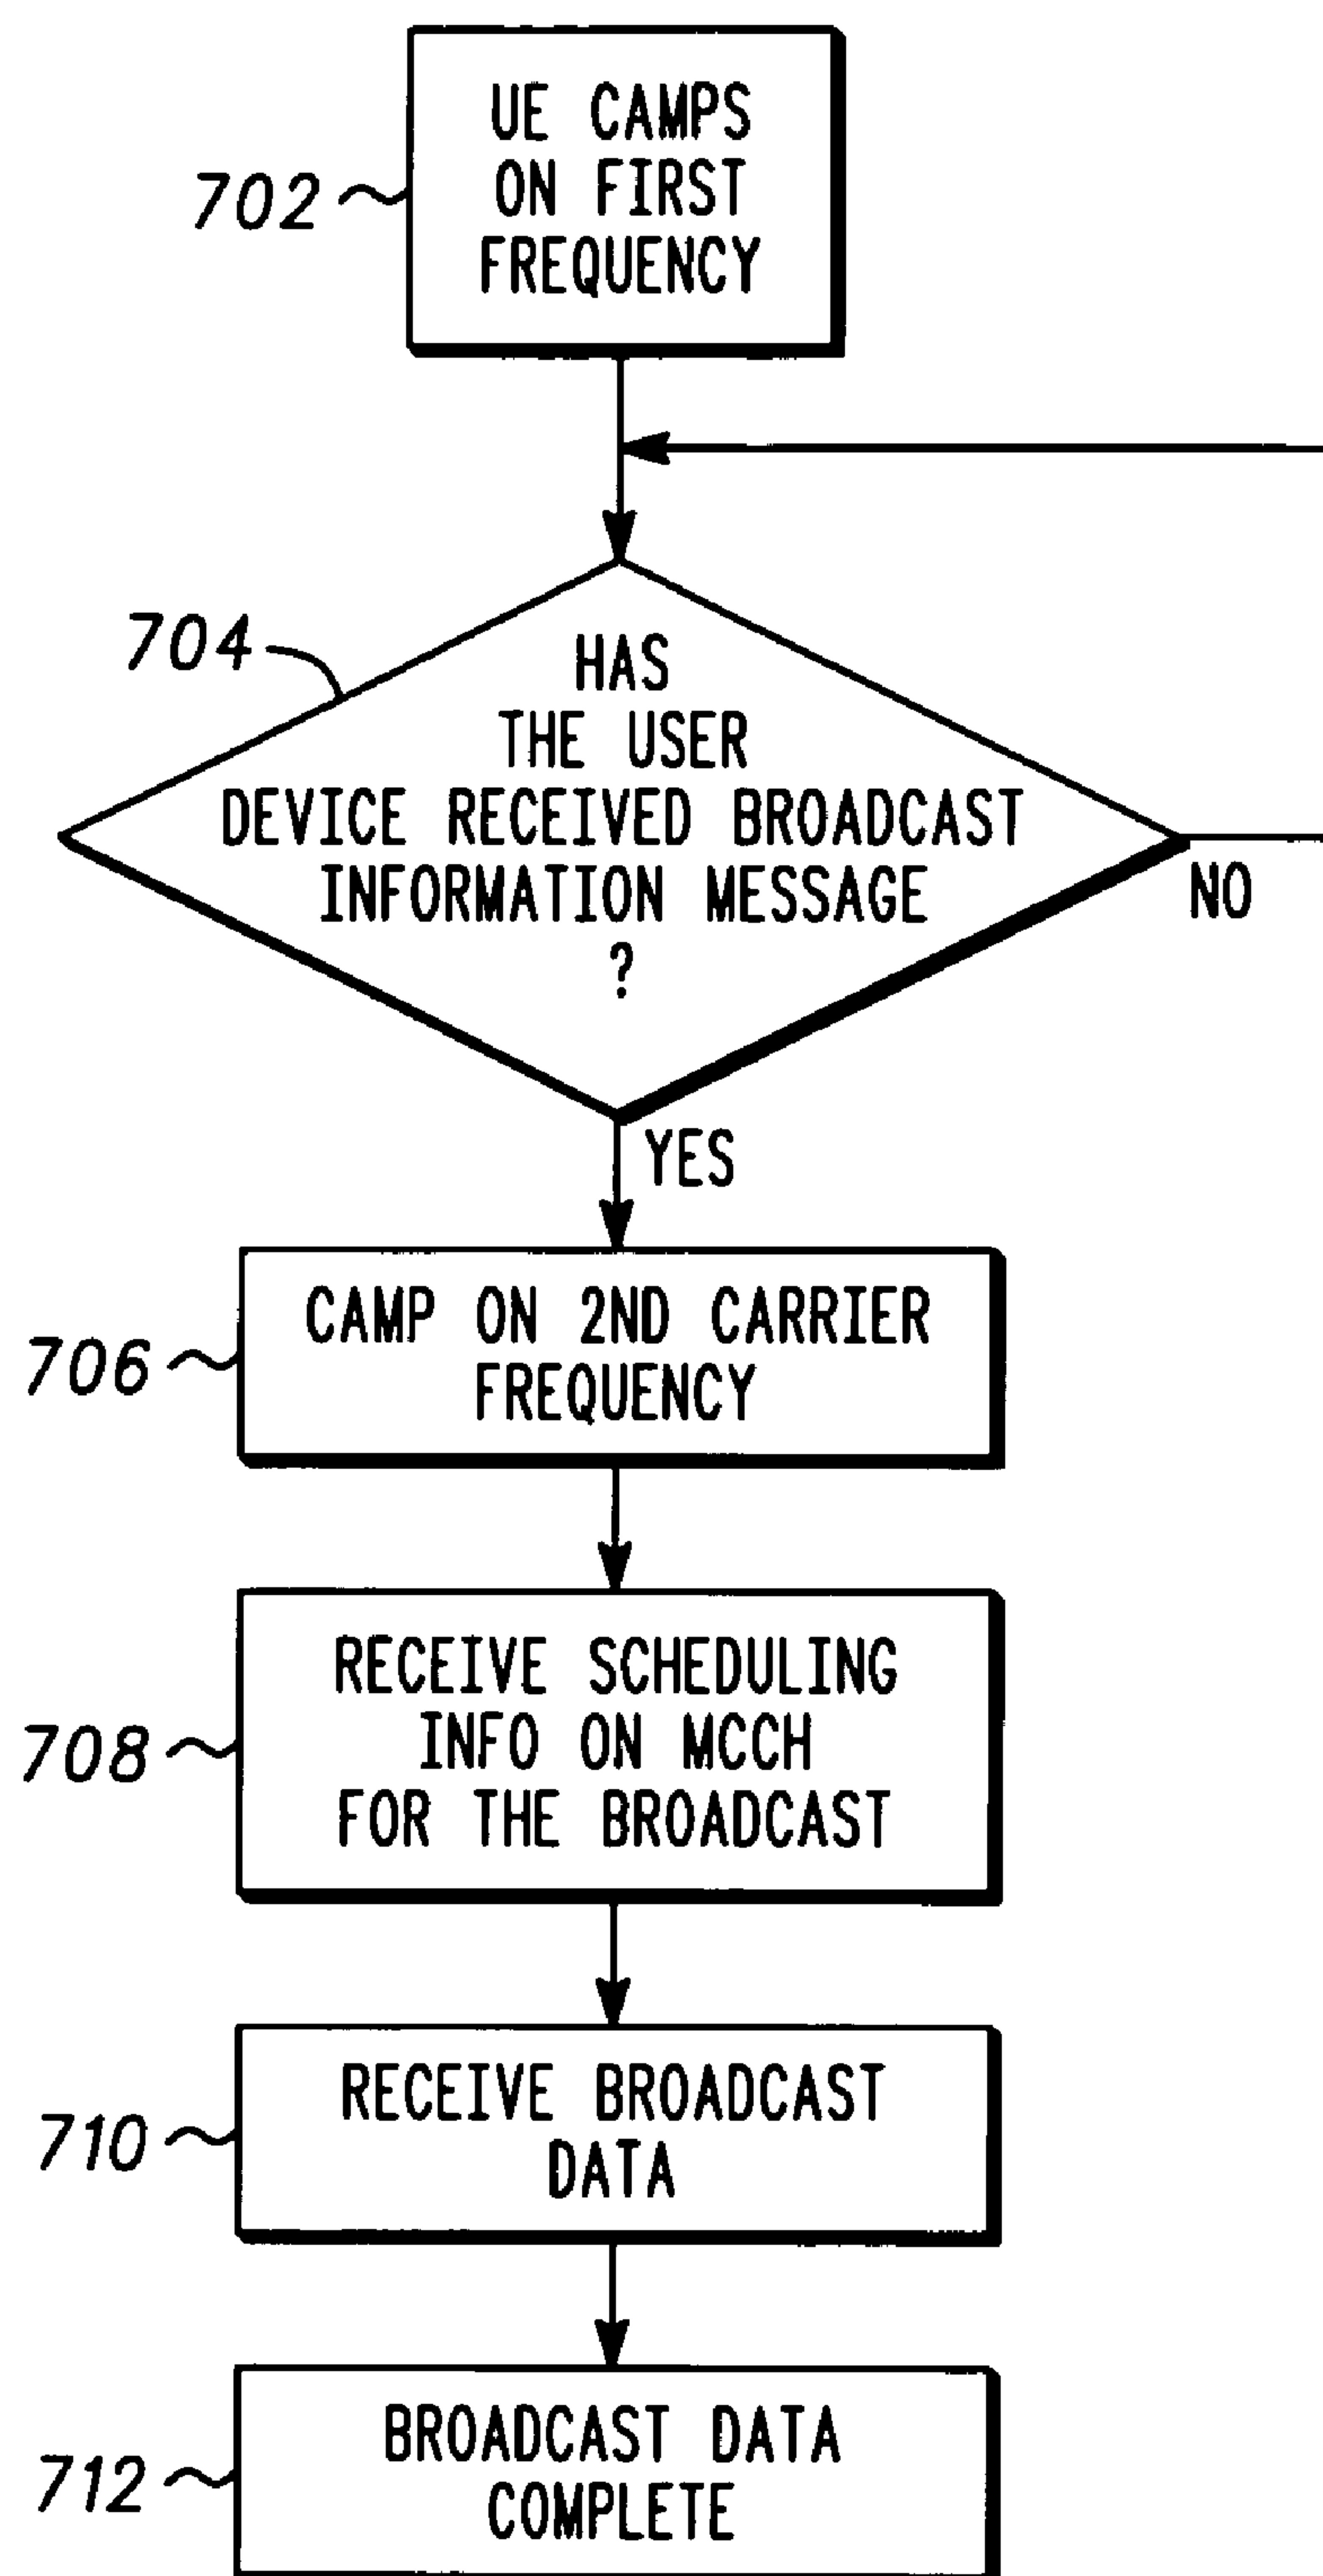 702
UE CAMPS
ON FIRST
FREQUENCY
704
HAS
THE USER
DEVICE RECEIVED BROADCAST
INFORMATION MESSAGE
?
NO
YES
706
CAMP ON 2ND CARRIER
FREQUENCY
708
RECEIVE SCHEDULING
INFO ON MCCH
FOR THE BROADCAST
710
RECEIVE BROADCAST
DATA
712
BROADCAST DATA
COMPLETE